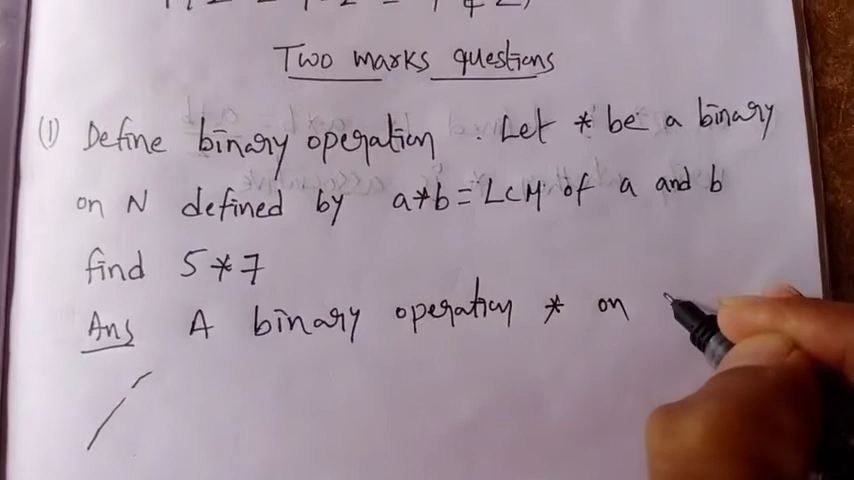 Two marks questions
(1) Define binary operation. Let * be a binary
on N defined by a*b = LCM of a and b
find 5*7
Ans A binary operation * on